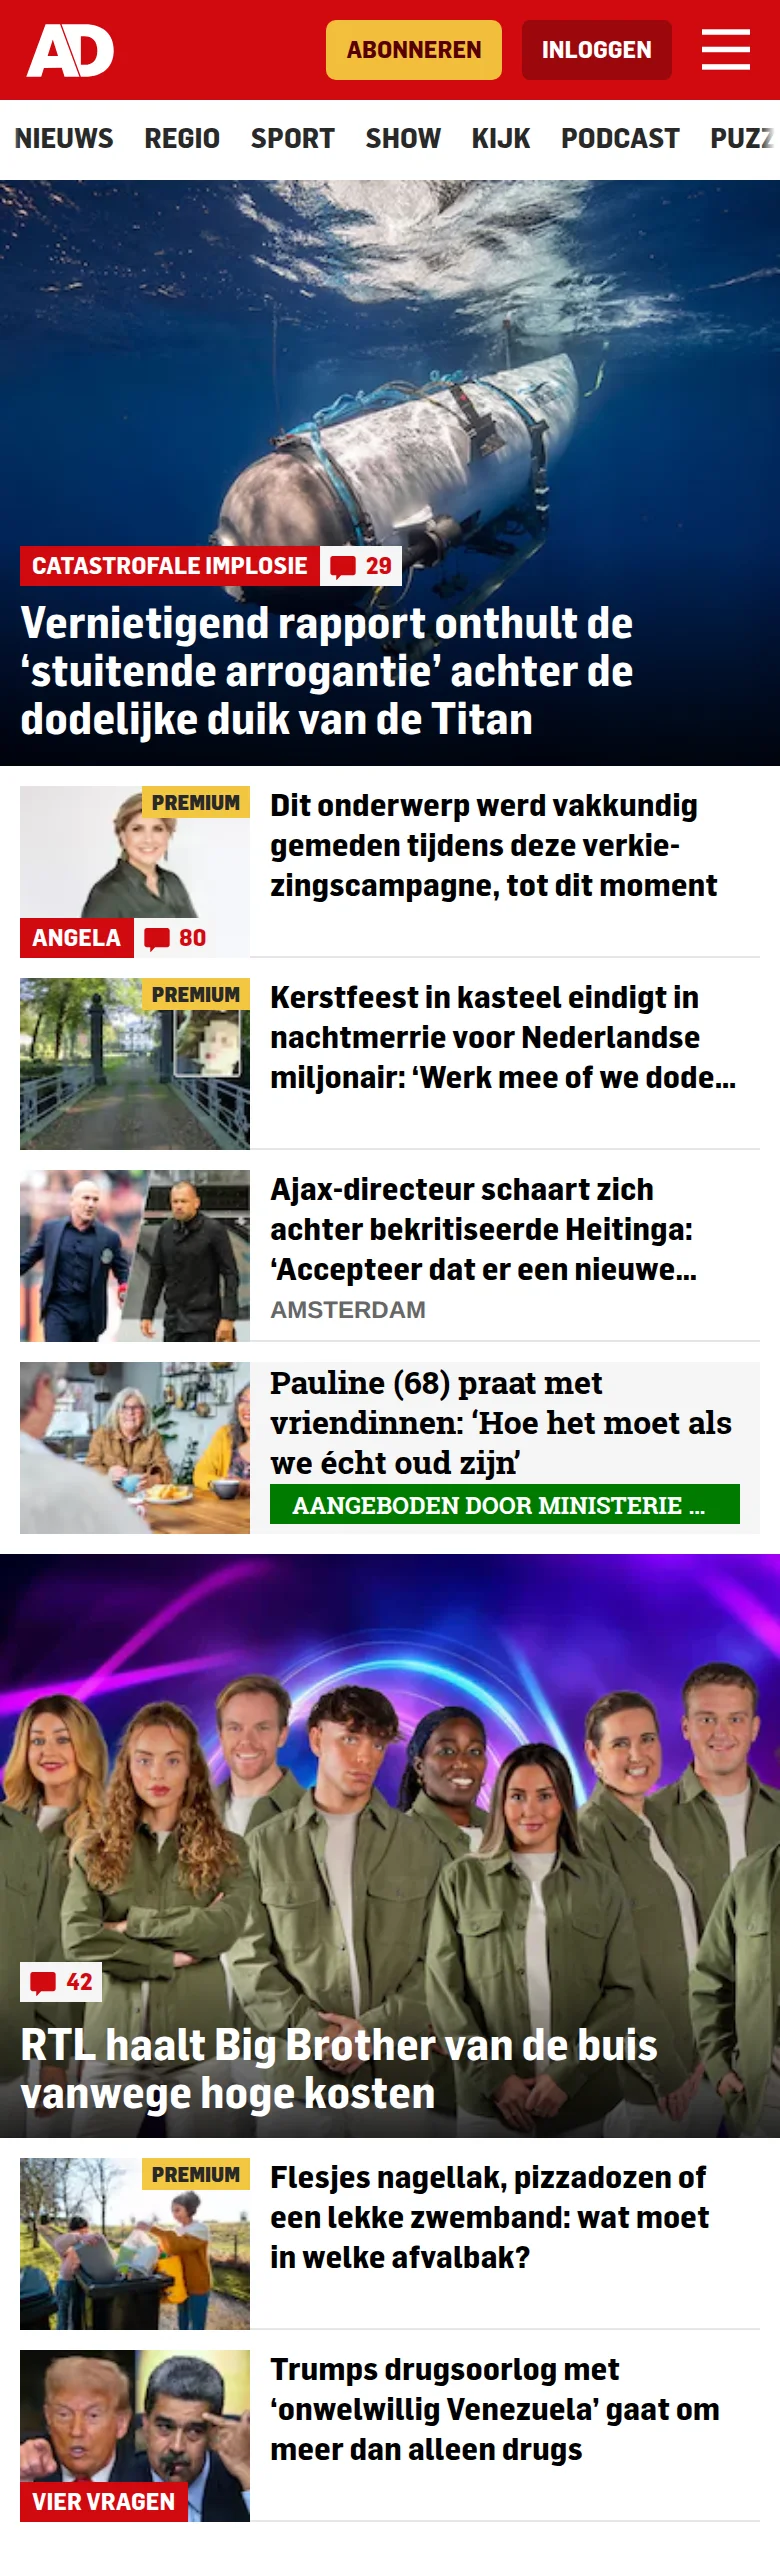 AD
ABONNEREN
INLOGGEN
NIEUWS REGIO SPORT SHOW KIJK PODCAST PUZZ
CATASTROFALE IMPLOSIE 29
Vernietigend rapport onthult de
‘stuitende arrogantie’ achter de
dodelijke duik van de Titan
PREMIUM
ANGELA 80
Dit onderwerp werd vakkundig
gemeden tijdens deze verkie-
zingscampagne, tot dit moment
PREMIUM
Kerstfeest in kasteel eindigt in
nachtmerrie voor Nederlandse
miljonair: ‘Werk mee of we dode...
Ajax-directeur schaart zich
achter bekritiseerde Heitinga:
‘Accepteer dat er een nieuwe...
AMSTERDAM
Pauline (68) praat met
vriendinnen: ‘Hoe het moet als
we écht oud zijn’
AANGEBODEN DOOR MINISTERIE ...
42
RTL haalt Big Brother van de buis
vanwege hoge kosten
PREMIUM
Flesjes nagellak, pizzadozen of
een lekke zwemband: wat moet
in welke afvalbak?
VIER VRAGEN
Trumps drugsoorlog met
‘onwelwillig Venezuela’ gaat om
meer dan alleen drugs